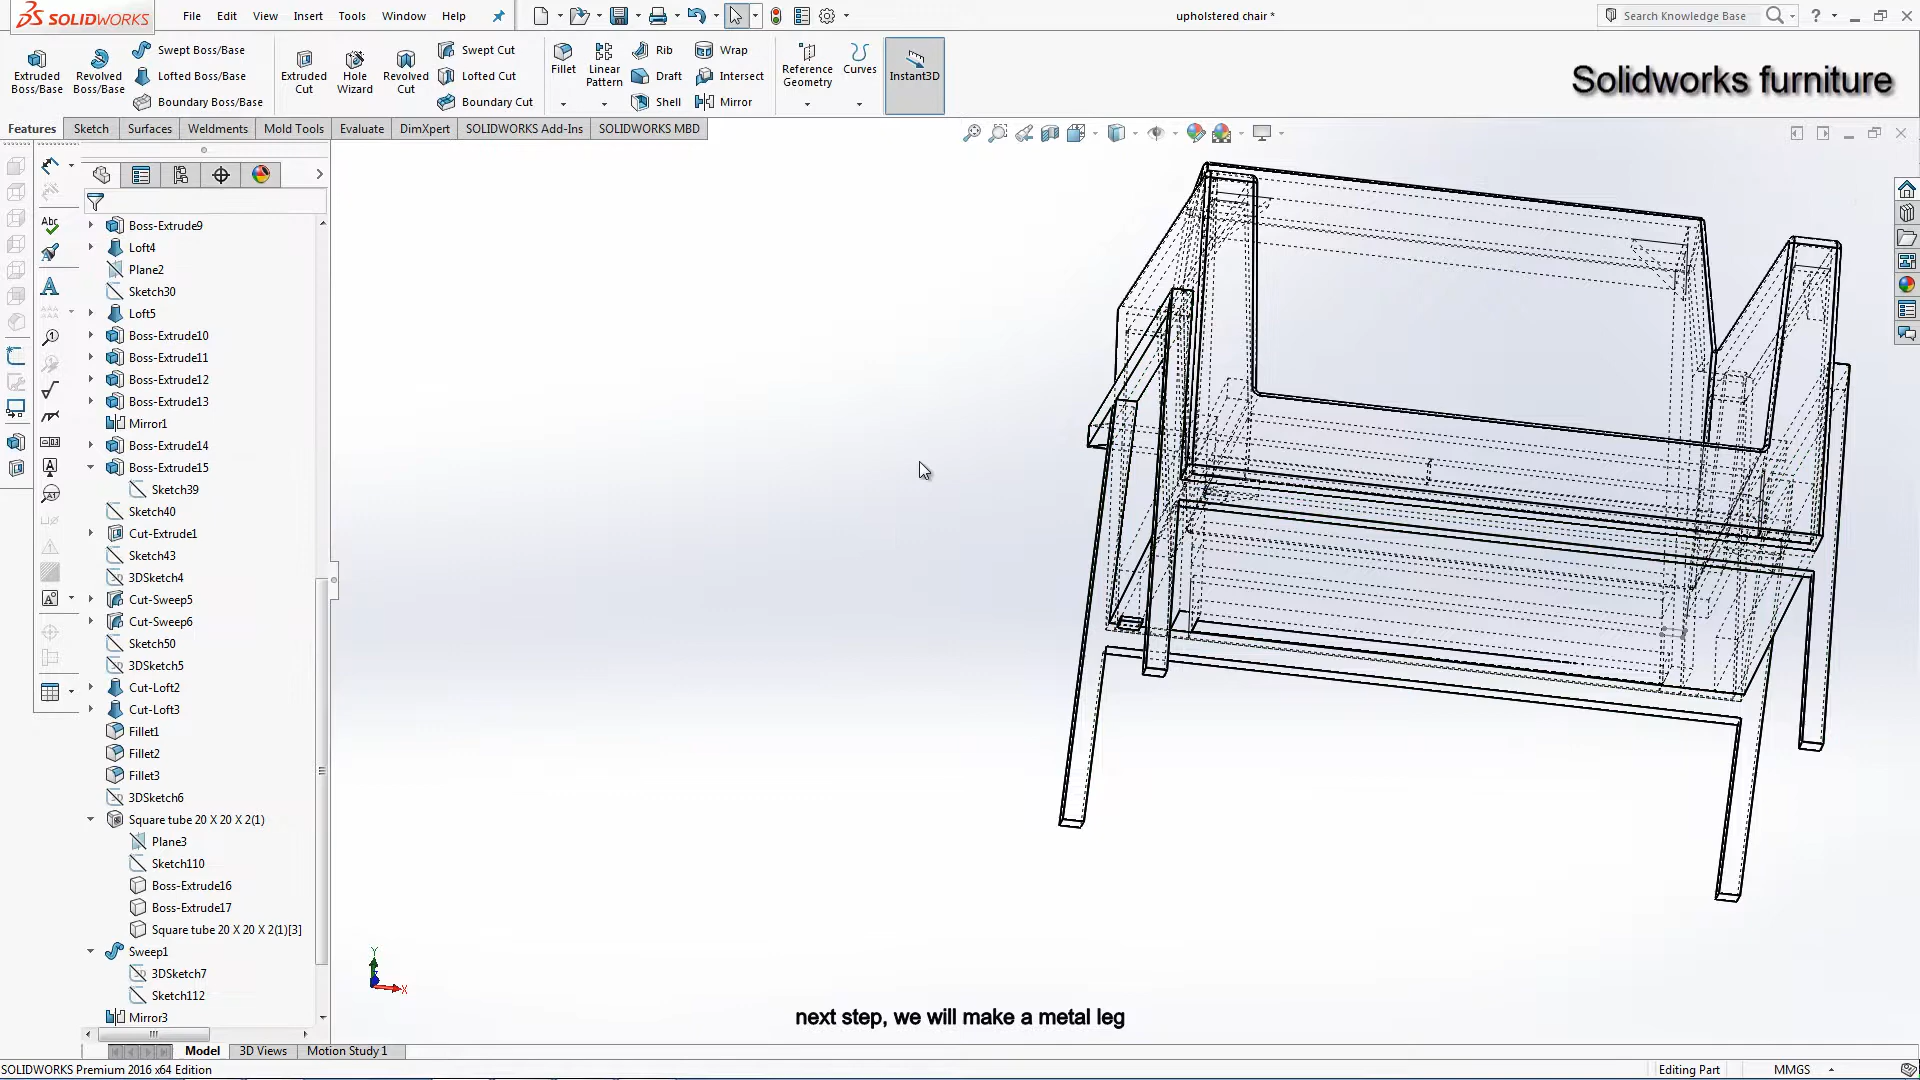 SOLIDWORKS
File Edit View Insert Tools Window Help
upholstered chair *
Search Knowledge Base
?
Extruded Boss/Base
Revolved Boss/Base
Swept Boss/Base
Lofted Boss/Base
Boundary Boss/Base
Extruded Cut
Hole Wizard
Revolved Cut
Swept Cut
Lofted Cut
Boundary Cut
Fillet
Linear Pattern
Rib
Draft
Shell
Wrap
Intersect
Mirror
Reference Geometry
Curves
Instant3D
Solidworks furniture
Features Sketch Surfaces Weldments Mold Tools Evaluate DimXpert SOLIDWORKS Add-Ins SOLIDWORKS MBD
Abc
Boss-Extrude9
Loft4
Plane2
Sketch30
Loft5
Boss-Extrude10
Boss-Extrude11
Boss-Extrude12
Boss-Extrude13
Mirror1
Boss-Extrude14
Boss-Extrude15
Sketch39
Sketch40
Cut-Extrude1
Sketch43
3DSketch4
Cut-Sweep5
Cut-Sweep6
Sketch50
3DSketch5
Cut-Loft2
Cut-Loft3
Fillet1
Fillet2
Fillet3
3DSketch6
Square tube 20 X 20 X 2(1)
Plane3
Sketch110
Boss-Extrude16
Boss-Extrude17
Square tube 20 X 20 X 2(1)[3]
Sweep1
3DSketch7
Sketch112
Mirror3
Y
X
next step, we will make a metal leg
Model 3D Views Motion Study 1
SOLIDWORKS Premium 2016 x64 Edition
Editing Part
MMGS